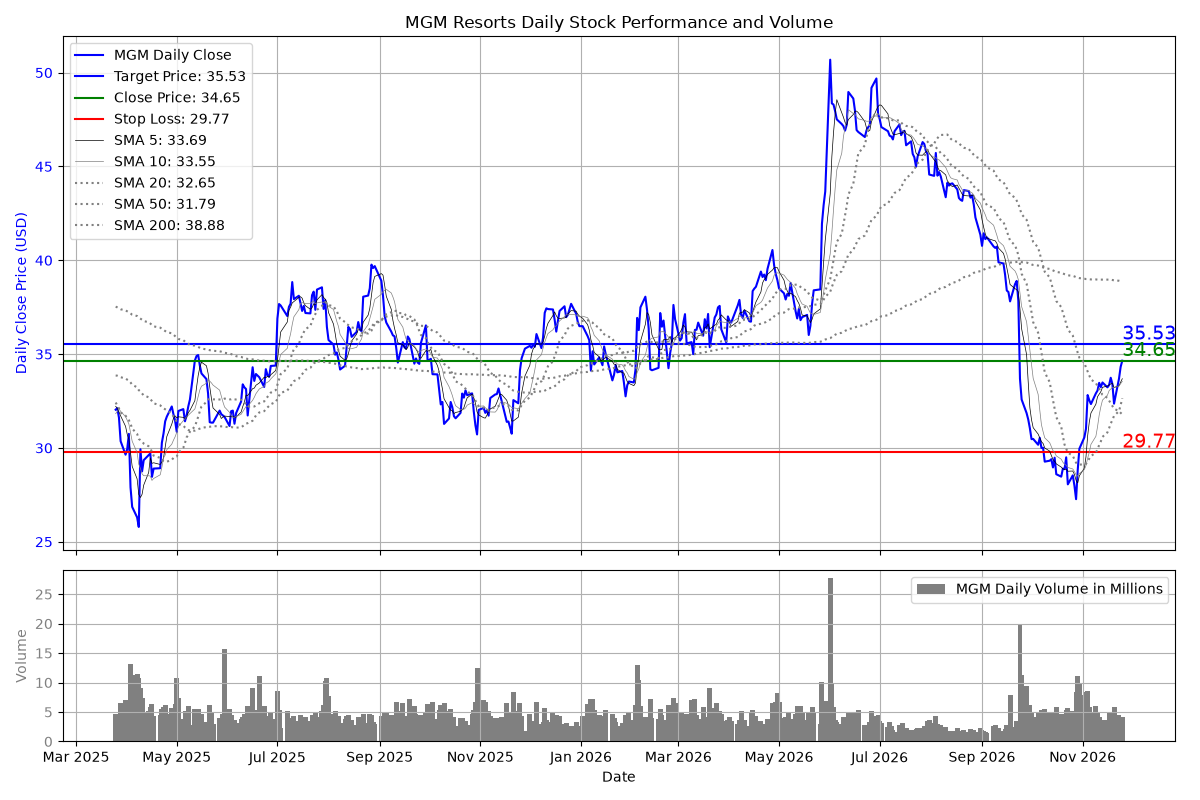 MGM Resorts Daily Stock Performance and Volume
MGM Daily Close
Target Price: 35.53
Close Price: 34.65
Stop Loss: 29.77
SMA 5: 33.69
SMA 10: 33.55
SMA 20: 32.65
SMA 50: 31.79
SMA 200: 38.88
Daily Close Price (USD)
50
45
40
35
30
25
35.53
34.65
29.77
MGM Daily Volume in Millions
Volume
25
20
15
10
5
0
Mar 2025
May 2025
Jul 2025
Sep 2025
Nov 2025
Jan 2026
Mar 2026
May 2026
Jul 2026
Sep 2026
Nov 2026
Date